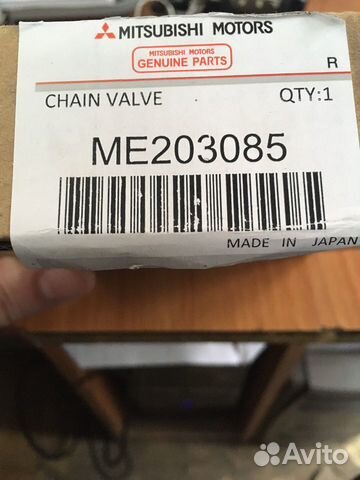 MITSUBISHI MOTORS
MITSUBISHI MOTORS
GENUINE PARTS
R
CHAIN VALVE QTY:1
ME203085
MADE IN JAPAN
Avito